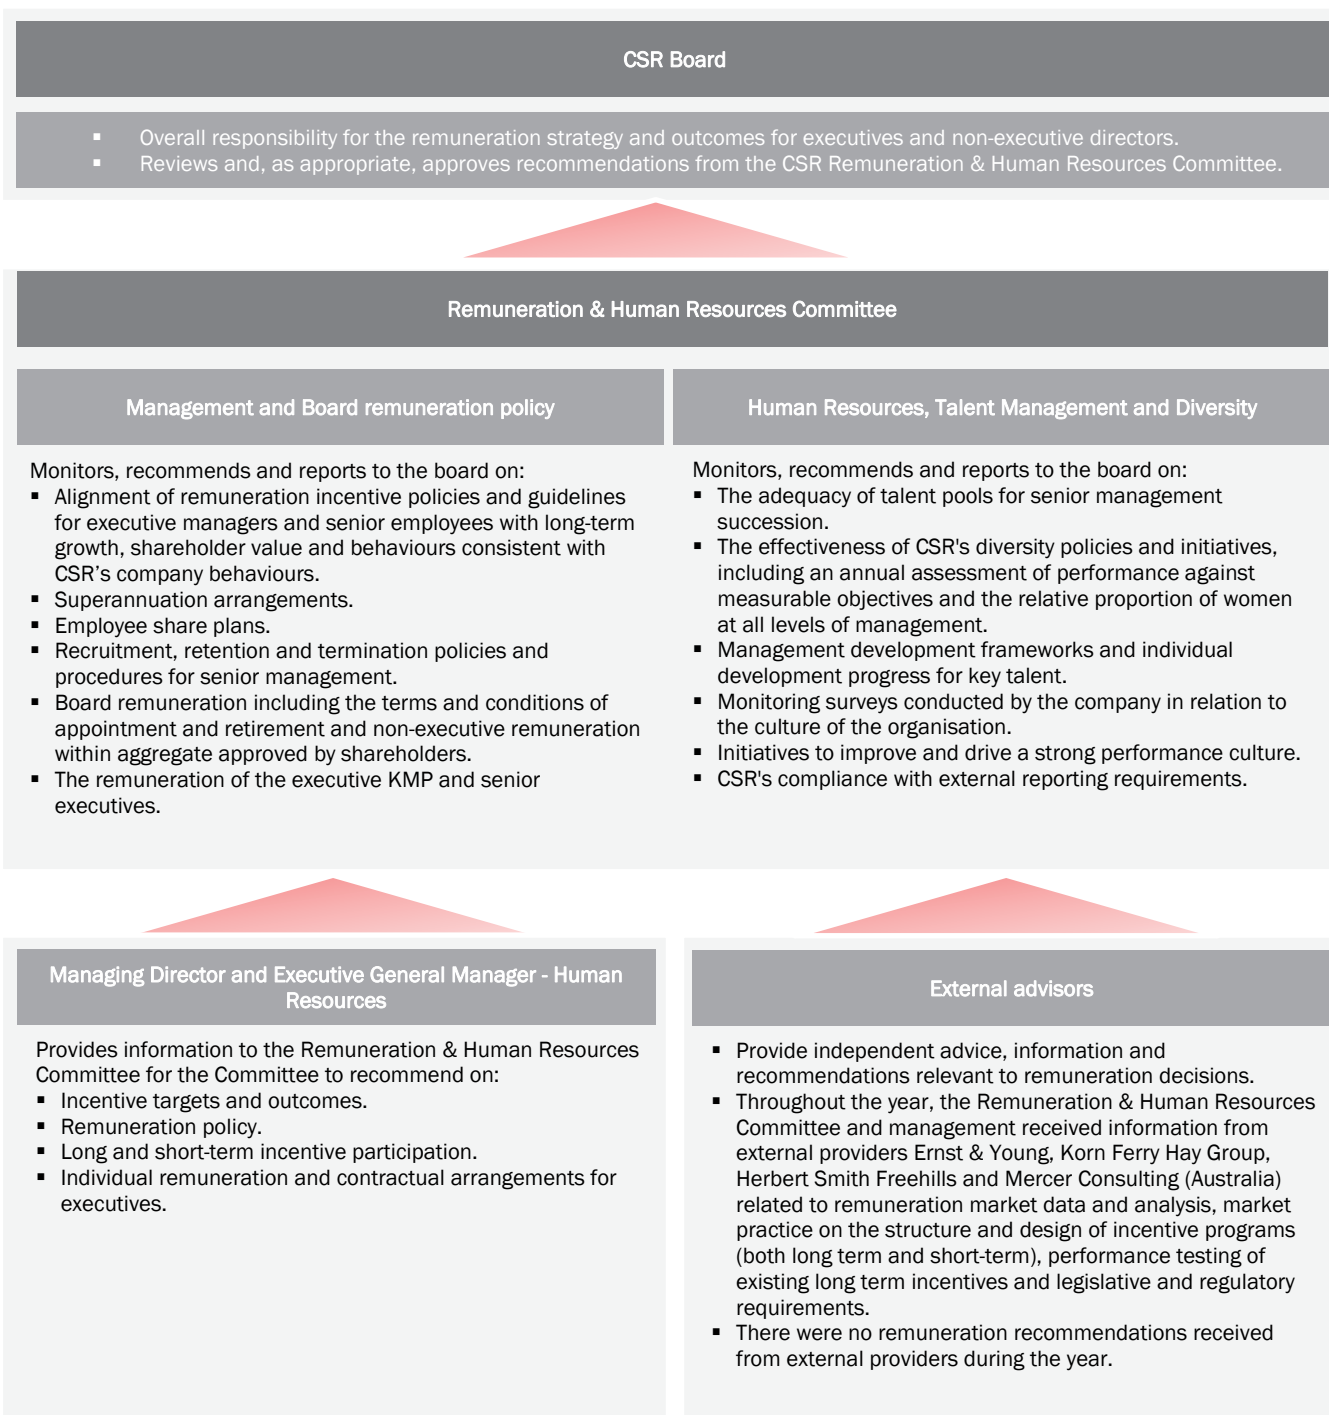 CSR Board
▪ Overall responsibility for the remuneration strategy and outcomes for executives and non-executive directors.
▪ Reviews and, as appropriate, approves recommendations from the CSR Remuneration & Human Resources Committee.
Remuneration & Human Resources Committee
Management and Board remuneration policy
Monitors, recommends and reports to the board on:
▪ Alignment of remuneration incentive policies and guidelines
for executive managers and senior employees with long-term
growth, shareholder value and behaviours consistent with
CSR’s company behaviours.
▪ Superannuation arrangements.
▪ Employee share plans.
▪ Recruitment, retention and termination policies and
procedures for senior management.
▪ Board remuneration including the terms and conditions of
appointment and retirement and non-executive remuneration
within aggregate approved by shareholders.
▪ The remuneration of the executive KMP and senior
executives.
Human Resources, Talent Management and Diversity
Monitors, recommends and reports to the board on:
▪ The adequacy of talent pools for senior management
succession.
▪ The effectiveness of CSR's diversity policies and initiatives,
including an annual assessment of performance against
measurable objectives and the relative proportion of women
at all levels of management.
▪ Management development frameworks and individual
development progress for key talent.
▪ Monitoring surveys conducted by the company in relation to
the culture of the organisation.
▪ Initiatives to improve and drive a strong performance culture.
▪ CSR's compliance with external reporting requirements.
Managing Director and Executive General Manager - Human
Resources
Provides information to the Remuneration & Human Resources
Committee for the Committee to recommend on:
▪ Incentive targets and outcomes.
▪ Remuneration policy.
▪ Long and short-term incentive participation.
▪ Individual remuneration and contractual arrangements for
executives.
External advisors
▪ Provide independent advice, information and
recommendations relevant to remuneration decisions.
▪ Throughout the year, the Remuneration & Human Resources
Committee and management received information from
external providers Ernst & Young, Korn Ferry Hay Group,
Herbert Smith Freehills and Mercer Consulting (Australia)
related to remuneration market data and analysis, market
practice on the structure and design of incentive programs
(both long term and short-term), performance testing of
existing long term incentives and legislative and regulatory
requirements.
▪ There were no remuneration recommendations received
from external providers during the year.